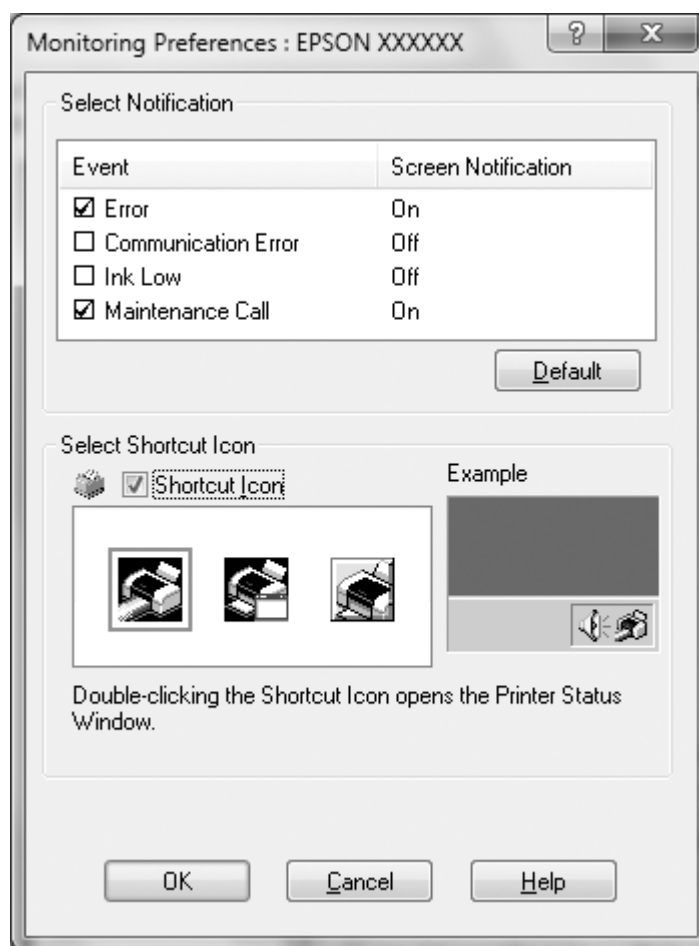 Monitoring Preferences : EPSON XXXXXX
Select Notification
Event Screen Notification
Error On
Communication Error Off
Ink Low Off
Maintenance Call On
Default
Select Shortcut Icon
Shortcut Icon
Example
Double-clicking the Shortcut Icon opens the Printer Status
Window.
OK Cancel Help